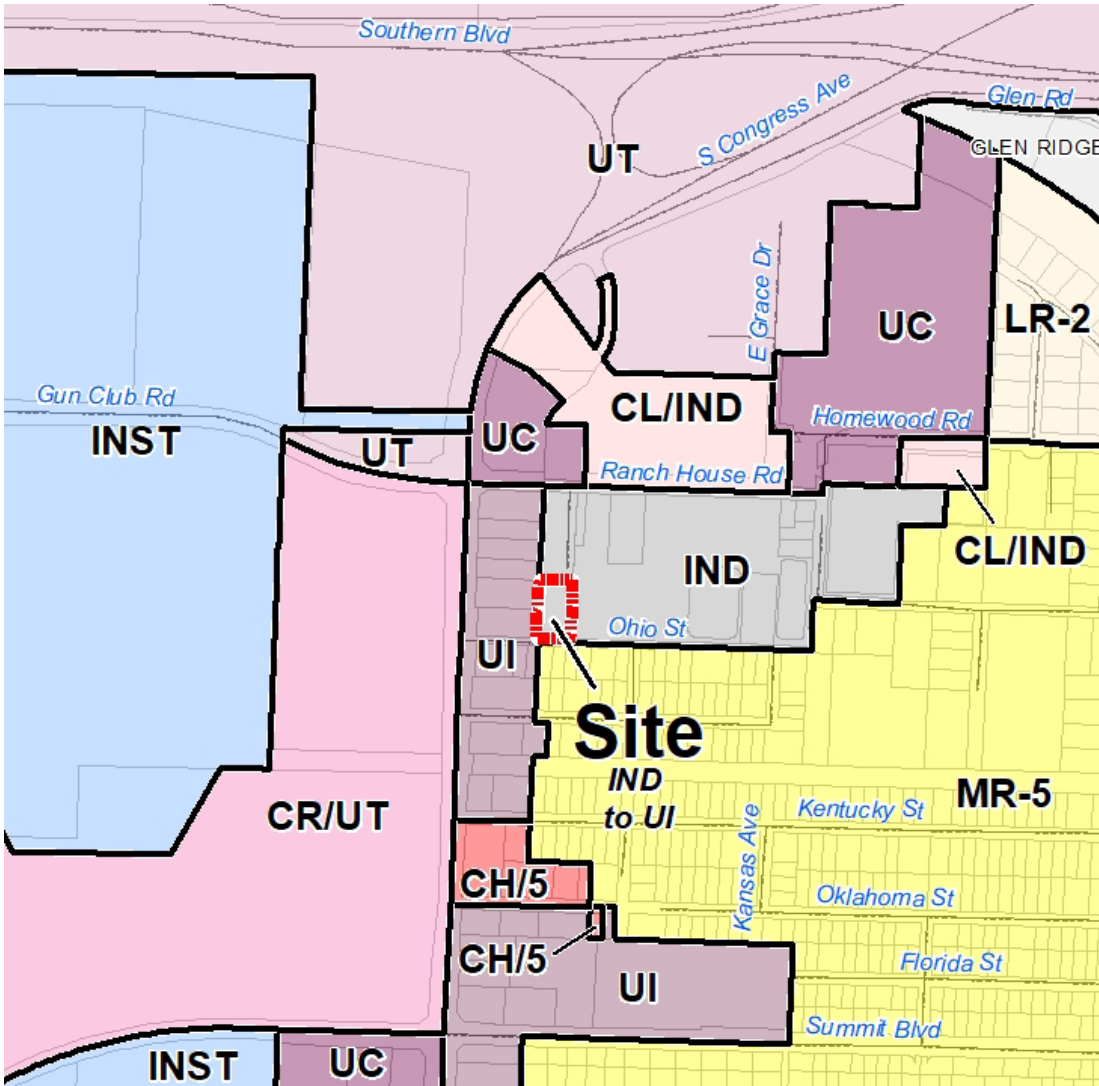 Southern Blvd
Glen Rd
S Congress Ave
GLEN RIDGE
UT
E Grace Dr
LR-2
UC
Gun Club Rd
CL/IND
Homewood Rd
INST
UT
UC
Ranch House Rd
CL/IND
IND
Ohio St
UI
Site
IND
to UI
MR-5
CR/UT
Kentucky St
Kansas Ave
CH/5
Oklahoma St
CH/5
Florida St
UI
Summit Blvd
INST
UC